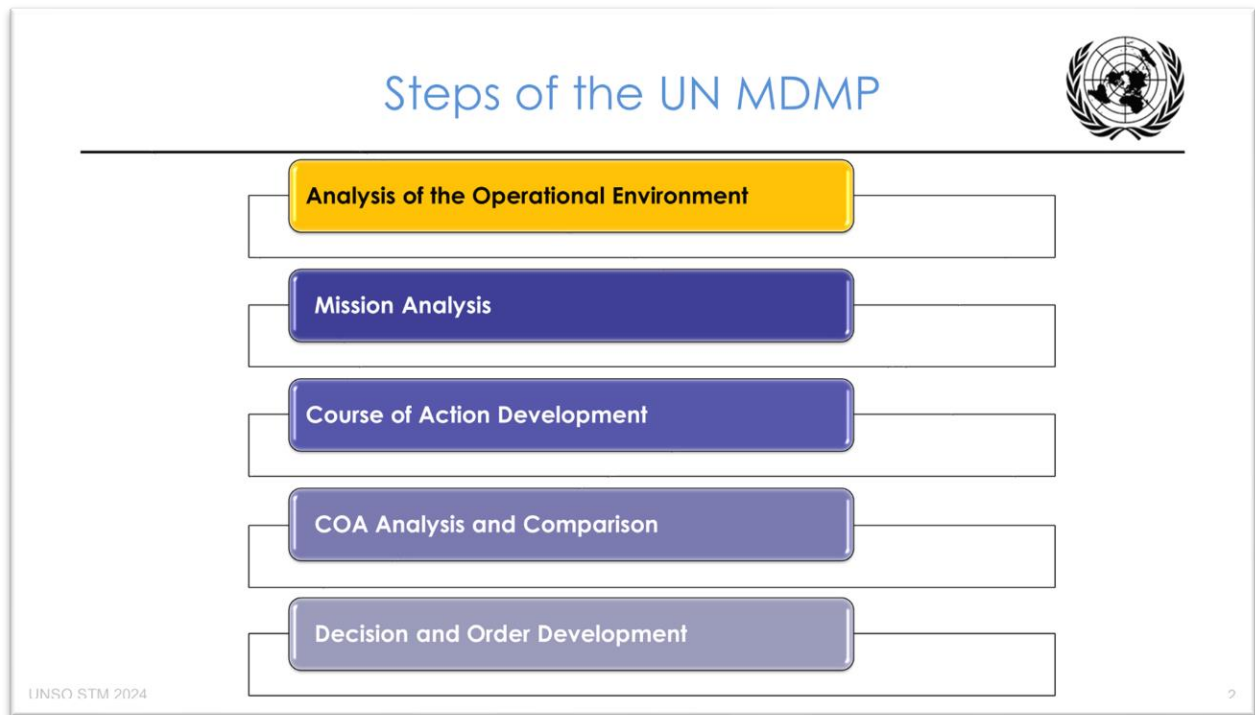 Steps of the UN MDMP
Analysis of the Operational Environment
Mission Analysis
Course of Action Development
COA Analysis and Comparison
Decision and Order Development
UNSO STM 2024
2